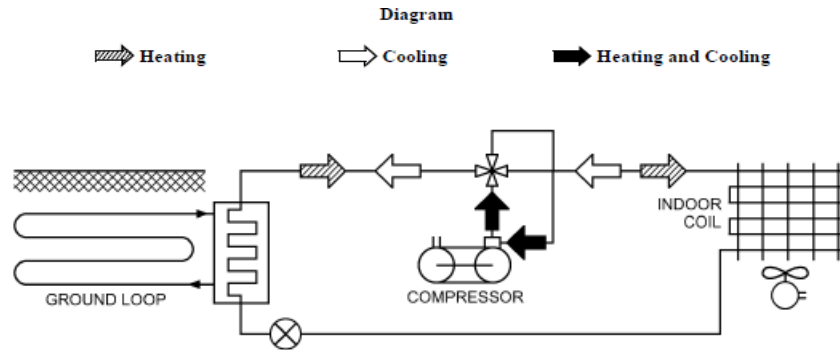 Diagram
Heating Cooling Heating and Cooling
INDOOR
COIL
GROUND LOOP
COMPRESSOR